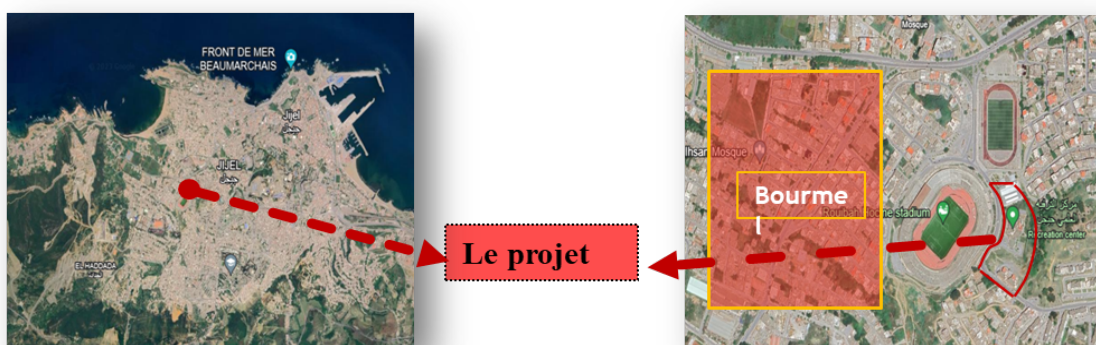 FRONT DE MER
BEAUMARCHAIS
Jijel
جيجل
JIJEL
جيجل
EL HADDADA
Mosque
Ihsan Mosque
Bourme
l
stadium
Recreation center
Le projet